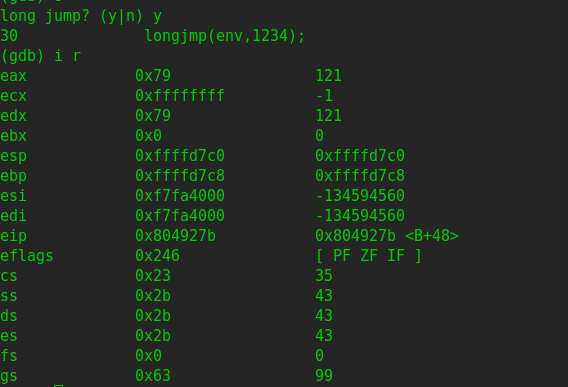 long jump? (y|n) y
30 longjmp(env,1234);
(gdb) i r
eax 0x79 121
ecx 0xffffffff -1
edx 0x79 121
ebx 0x0 0
esp 0xffffd7c0 0xffffd7c0
ebp 0xffffd7c8 0xffffd7c8
esi 0xf7fa4000 -134594560
edi 0xf7fa4000 -134594560
eip 0x804927b 0x804927b <B+48>
eflags 0x246 [ PF ZF IF ]
cs 0x23 35
ss 0x2b 43
ds 0x2b 43
es 0x2b 43
fs 0x0 0
gs 0x63 99